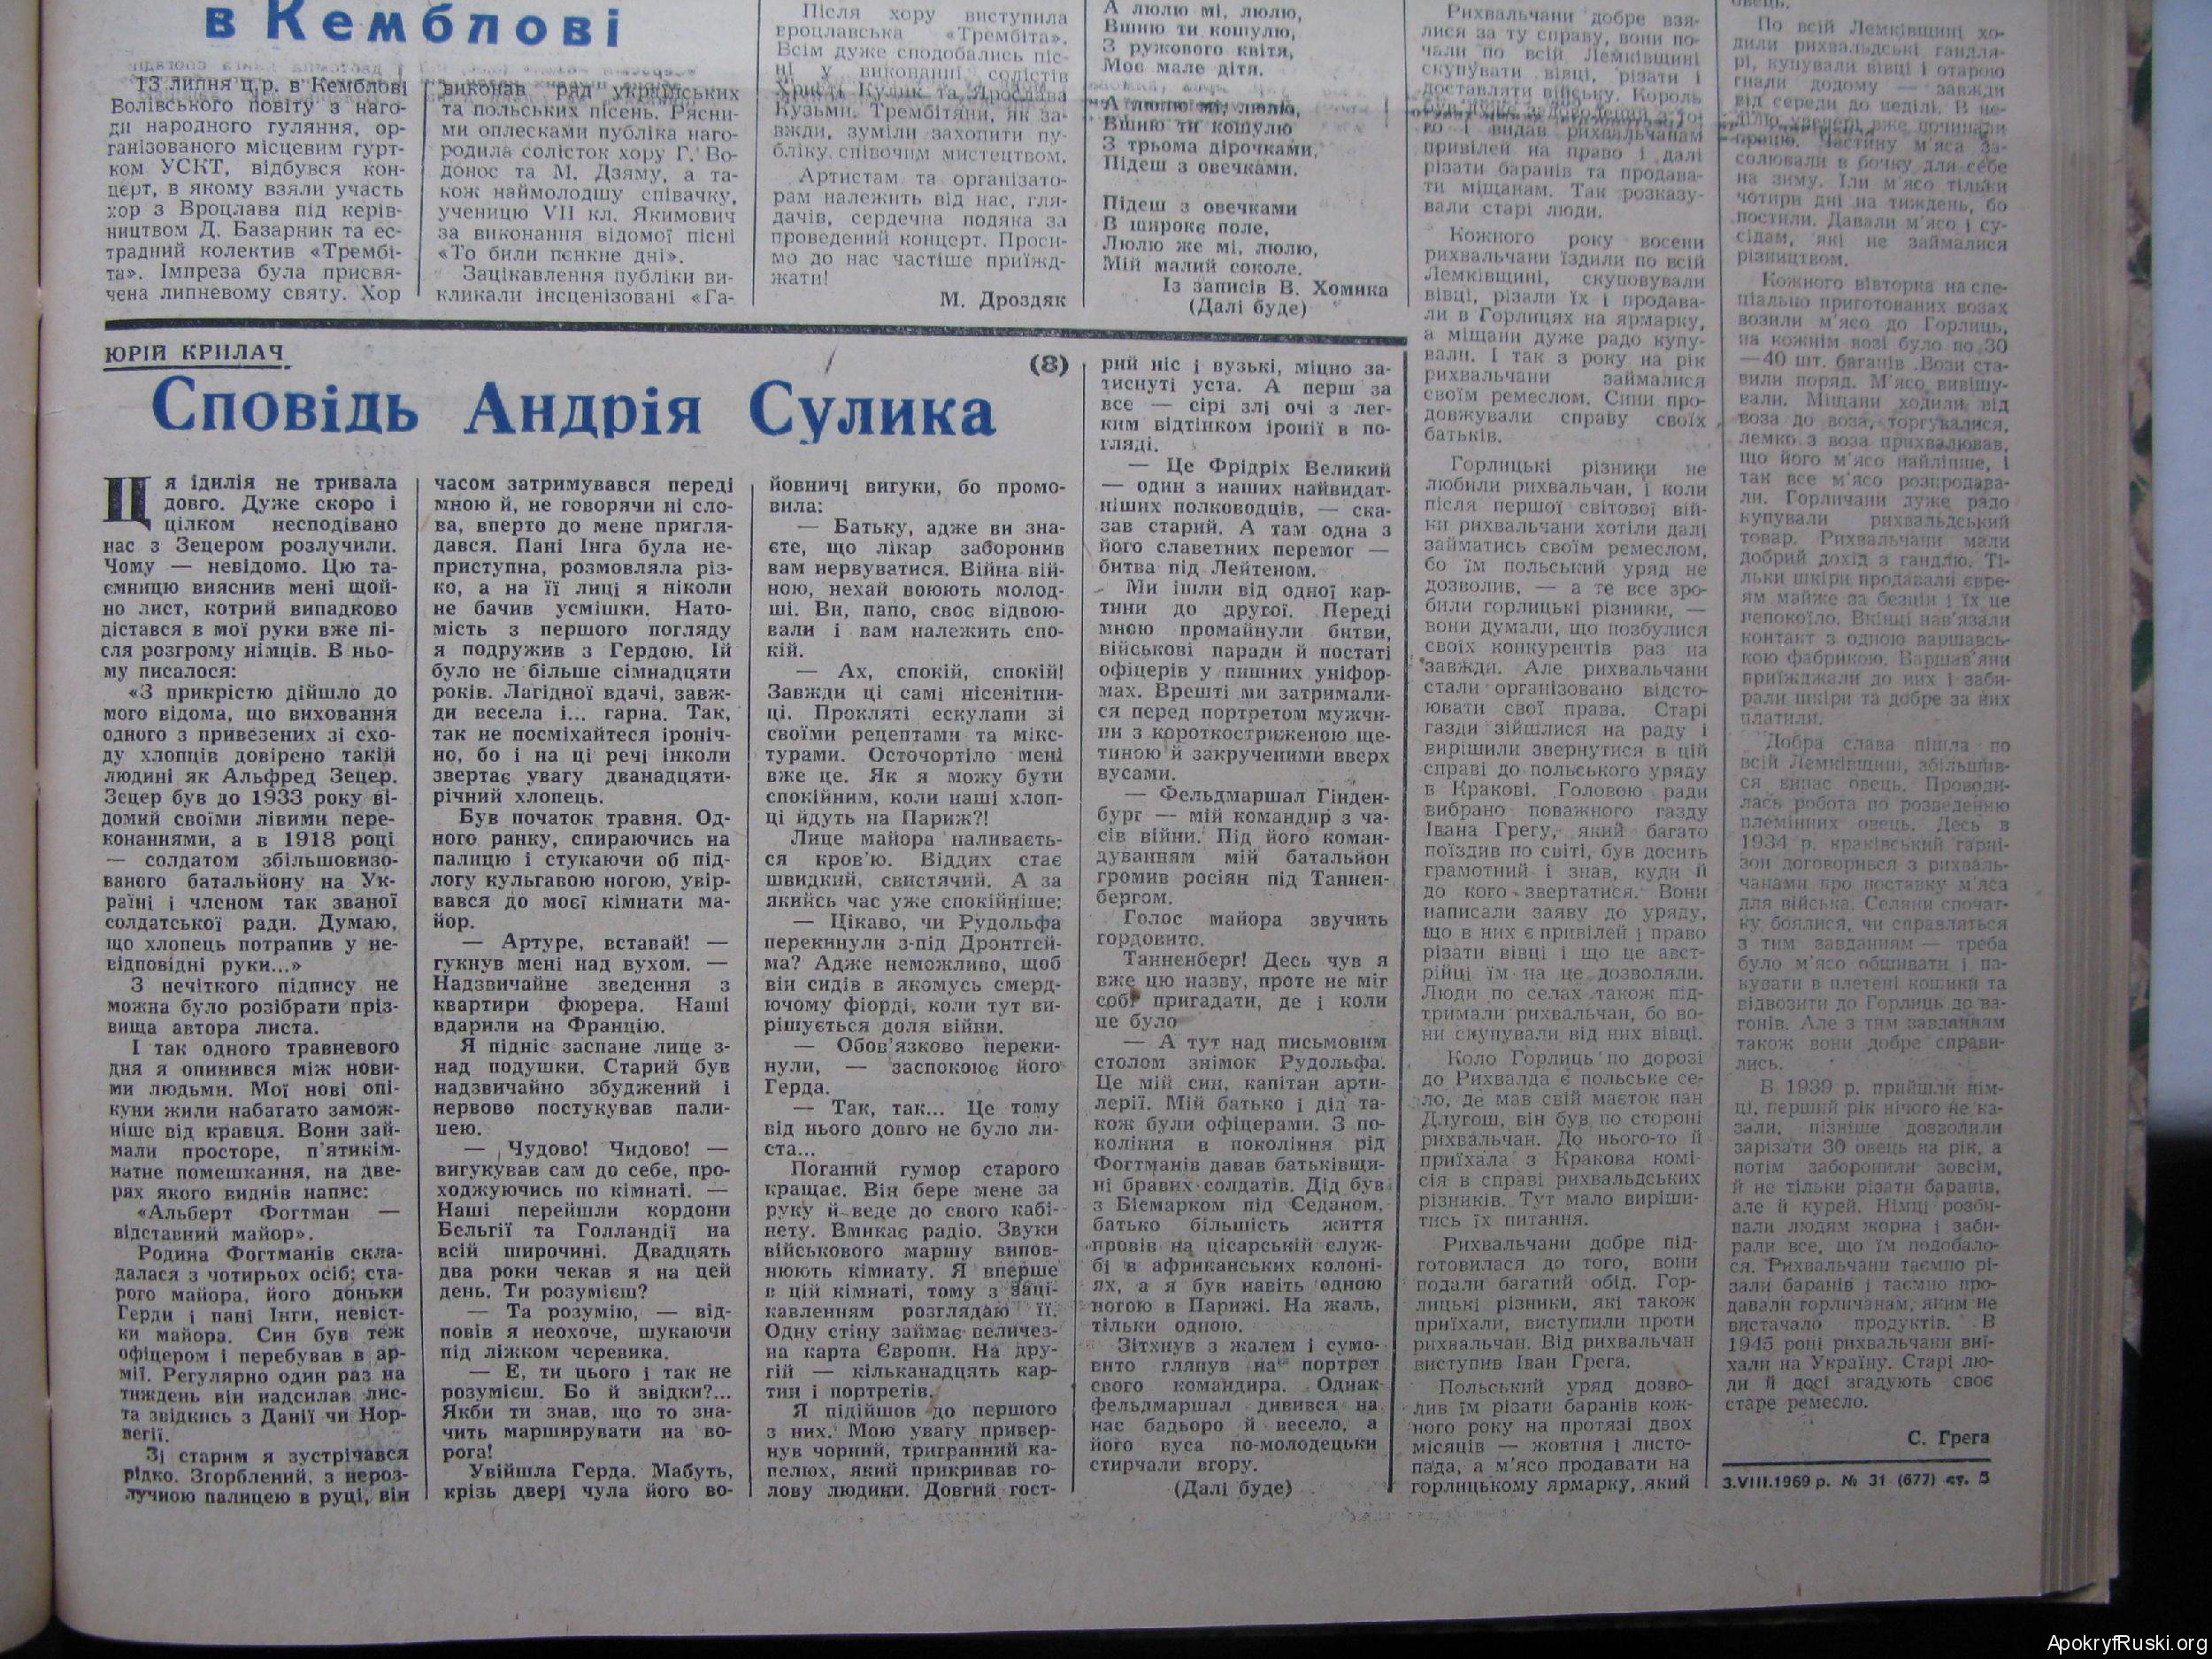 в Кемблові
13 липня ц.р. в Кемблові
Волівського повіту з наго-
ди народного гуляння, ор-
ганізованого місцевим гурт-
ком УСКТ, відбувся кон-
церт, в якому взяли участь
хор з Вроцлава під керів-
ництвом Д. Базарник та ес-
традний колектив «Трембі-
та». Імпреза була присвя-
чена липневому святу. Хор
виконав ряд українських
та польських пісень. Рясни-
ми оплесками публіка наго-
родила солісток хору Г. Во-
донос та М. Дзяму, а та-
кож наймолодшу співачку,
ученицю VII кл. Якимович
за виконання відомої пісні
«То били пєнкне дні».
Зацікавлення публіки ви-
кликали інсценізовані «Га-
Після хору виступила
вроцлавська «Трембіта».
Всім дуже сподобались піс-
ні у виконанні солістів
Христі Кулик та Ярослава
Кузьми. Трембітяни, як за-
вжди, зуміли захопити пу-
бліку співочим мистецтвом.
Артистам та організато-
рам належить від нас, гля-
дачів, сердечна подяка за
проведений концерт. Проси-
мо до нас частіше приїжд-
жати!
М. Дроздяк
А люлю мі, люлю,
Вшию ти кошулю,
З ружового квітя,
Моє мале дітя.
А люлю мі, люлю,
Вшию ти кошулю
З трьома дірочками,
Підеш з овечками.
Підеш з овечками
В широке поле,
Люлю же мі, люлю,
Мій малий соколе.
Із записів В. Хомика
(Далі буде)
ЮРІЙ КРИЛАЧ
(8)
Сповідь Андрія Сулика
Ця ідилія не тривала
довго. Дуже скоро і
цілком несподівано
нас з Зецером розлучили.
Чому — невідомо. Цю та-
ємницю вияснив мені щой-
но лист, котрий випадково
дістався в мої руки вже пі-
сля розгрому німців. В ньо-
му писалося:
«З прикрістю дійшло до
мого відома, що виховання
одного з привезених зі схо-
ду хлопців довірено такій
людині як Альфред Зецер.
Зецер був до 1933 року ві-
домий своїми лівими пере-
конаннями, а в 1918 році
— солдатом збільшовизо-
ваного батальйону на Ук-
раїні і членом так званої
солдатської ради. Думаю,
що хлопець потрапив у не-
відповідні руки...»
З нечіткого підпису не
можна було розібрати пріз-
вища автора листа.
І так одного травневого
дня я опинився між нови-
ми людьми. Мої нові опі-
куни жили набагато замож-
ніше від кравця. Вони зай-
мали просторе, п'ятикім-
натне помешкання, на две-
рях якого виднів напис:
«Альберт Фогтман —
відставний майор».
Родина Фогтманів скла-
далася з чотирьох осіб: ста-
рого майора, його доньки
Герди і пані Інги, невіст-
ки майора. Син був теж
офіцером і перебував в ар-
мії. Регулярно один раз на
тиждень він надсилав лис-
та звідкись з Данії чи Нор-
вегії.
Зі старим я зустрічався
рідко. Згорблений, з нероз-
лучною палицею в руці, він
часом затримувався переді
мною й, не говорячи ні сло-
ва, вперто до мене пригля-
дався. Пані Інга була не-
приступна, розмовляла різ-
ко, а на її лиці я ніколи
не бачив усмішки. Нато-
мість з першого погляду
я подружив з Гердою. Їй
було не більше сімнадцяти
років. Лагідної вдачі, завж-
ди весела і... гарна. Так,
так не посміхайтеся іроніч-
но, бо і на ці речі інколи
звертає увагу дванадцяти-
річний хлопець.
Був початок травня. Од-
ного ранку, спираючись на
палицю і стукаючи об під-
логу кульгавою ногою, увір-
вався до моєї кімнати ма-
йор.
— Артуре, вставай! —
гукнув мені над вухом. —
Надзвичайне зведення з
квартири фюрера. Наші
вдарили на Францію.
Я підніс заспане лице з-
над подушки. Старий був
надзвичайно збуджений і
нервово постукував пали-
цею.
— Чудово! Чидово! —
вигукував сам до себе, про-
ходжуючись по кімнаті. —
Наші перейшли кордони
Бельгії та Голландії на
всій широчині. Двадцять
два роки чекав я на цей
день. Ти розумієш?
— Та розумію, — від-
повів я неохоче, шукаючи
під ліжком черевика.
— Е, ти цього і так не
розумієш. Бо й звідки?...
Якби ти знав, що то зна-
чить марширувати на во-
рога!
Увійшла Герда. Мабуть,
крізь двері чула його во-
йовничі вигуки, бо промо-
вила:
— Батьку, адже ви зна-
єте, що лікар заборонив
вам нервуватися. Війна вій-
ною, нехай воюють молод-
ші. Ви, папо, своє відвою-
вали і вам належить спо-
кій.
— Ах, спокій, спокій!
Завжди ці самі нісенітни-
ці. Прокляті ескулапи зі
своїми рецептами та мікс-
турами. Осточортіло мені
вже це. Як я можу бути
спокійним, коли наші хлоп-
ці йдуть на Париж?!
Лице майора наливаєть-
ся кров'ю. Віддих стає
швидкий, свистячий. А за
якийсь час уже спокійніше:
— Цікаво, чи Рудольфа
перекинули з-під Дронтгей-
ма? Адже неможливо, щоб
він сидів в якомусь смерд-
ючому фіорді, коли тут ви-
рішується доля війни.
— Обов'язково переки-
нули, — заспокоює його
Герда.
— Так, так... Це тому
від нього довго не було ли-
ста...
Поганий гумор старого
кращає. Він бере мене за
руку й веде до свого кабі-
нету. Вмикає радіо. Звуки
військового маршу випов-
нюють кімнату. Я вперше
в цій кімнаті, тому з заці-
кавленням розглядаю її.
Одну стіну займає величез-
на карта Європи. На дру-
гій — кільканадцять кар-
тин і портретів.
Я підійшов до першого
з них. Мою увагу привер-
нув чорний, тригранний ка-
пелюх, який прикривав го-
лову людини. Довгий гост-
рий ніс і вузькі, міцно за-
тиснуті уста. А перш за
все — сірі злі очі з лег-
ким відтінком іронії в по-
гляді.
— Це Фрідріх Великий
— один з наших найвидат-
ніших полководців, — ска-
зав старий. А там одна з
його славетних перемог —
битва під Лейтеном.
Ми ішли від одної кар-
тини до другої. Переді
мною промайнули битви,
військові паради й постаті
офіцерів у пишних уніфор-
мах. Врешті ми затримали-
ся перед портретом мужчи-
ни з короткостриженою ще-
тиною й закрученими вверх
вусами.
— Фельдмаршал Гінден-
бург — мій командир з ча-
сів війни. Під його коман-
дуванням мій батальйон
громив росіян під Таннен-
бергом.
Голос майора звучить
гордовито.
Танненберг! Десь чув я
вже цю назву, проте не міг
собі пригадати, де і коли
це було
— А тут над письмовим
столом знімок Рудольфа.
Це мій син, капітан арти-
лерії. Мій батько і дід та-
кож були офіцерами. З по-
коління в покоління рід
Фогтманів давав батьківщи-
ні бравих солдатів. Дід був
з Бісмарком під Седаном,
батько більшість життя
провів на цісарській служ-
бі в африканських колоні-
ях, а я був навіть одною
ногою в Парижі. На жаль,
тільки одною.
Зітхнув з жалем і сумо-
вито глянув на портрет
свого командира. Однак
фельдмаршал дивився на
нас бадьоро й весело, а
його вуса по-молодецьки
стирчали вгору.
(Далі буде)
Рихвальчани добре взя-
лися за ту справу, вони по-
чали по всій Лемківщині
скупувати вівці, різати і
доставляти війську. Король
був дуже задоволений з то-
го і видав рихвальчанам
привілей на право і далі
різати баранів та продава-
ти міщанам. Так розказу-
вали старі люди.
Кожного року восени
рихвальчани їздили по всій
Лемківщині, скуповували
вівці, різали їх і продава-
ли в Горлицях на ярмарку,
а міщани дуже радо купу-
вали. І так з року на рік
рихвальчани займалися
своїм ремеслом. Сини про-
довжували справу своїх
батьків.
Горлицькі різники не
любили рихвальчан, і коли
після першої світової вій-
ни рихвальчани хотіли далі
займатись своїм ремеслом,
бо їм польський уряд не
дозволив, — а те все зро-
били горлицькі різники, —
вони думали, що позбулися
своїх конкурентів раз на
завжди. Але рихвальчани
стали організовано відсто-
ювати свої права. Старі
газди зійшлися на раду і
вирішили звернутися в цій
справі до польського уряду
в Кракові. Головою ради
вибрано поважного газду
Івана Грегу, який багато
поїздив по світі, був досить
грамотний і знав, куди й
до кого звертатися. Вони
написали заяву до уряду,
що в них є привілей і право
різати вівці і що це авст-
рійці їм на це дозволяли.
Люди по селах також під-
тримали рихвальчан, бо во-
ни скупували від них вівці.
Коло Горлиць по дорозі
до Рихвалда є польське се-
ло, де мав свій маєток пан
Длугош, він був по стороні
рихвальчан. До нього-то й
приїхала з Кракова комі-
сія в справі рихвальдських
різників. Тут мало виріши-
тись їх питання.
Рихвальчани добре під-
готовилася до того, вони
подали багатий обід. Гор-
лицькі різники, які також
приїхали, виступили проти
рихвальчан. Від рихвальчан
виступив Іван Грега.
Польський уряд дозво-
лив їм різати баранів кож-
ного року на протязі двох
місяців — жовтня і листо-
пада, а м'ясо продавати на
горлицькому ярмарку, який
По всій Лемківщині хо-
дили рихвальдські гандля-
рі, купували вівці і отарою
гнали додому — завжди
від середи до неділі. В не-
ділю увечері вже починали
працю. Частину м'яса за-
солювали в бочку для себе
на зиму. Їли м'ясо тільки
чотири дні на тиждень, бо
постили. Давали м'ясо і су-
сідам, які не займалися
різництвом.
Кожного вівторка на спе-
ціально приготованих возах
возили м'ясо до Горлиць,
на кожнім возі було по 30
—40 шт. багачів .Вози ста-
вили поряд. М'ясо вивішу-
вали. Міщани ходили від
воза до воза, торгувалися,
лемко з воза прихвалював,
що його м'ясо найліпше, і
так все м'ясо розпродава-
ли. Горличани дуже радо
купували рихвальдський
товар. Рихвальчани мали
добрий дохід з гандлю. Ті-
льки шкіри продавали євре-
ям майже за безцін і їх це
непокоїло. Вкінці нав'язали
контакт з одною варшавсь-
кою фабрикою. Варшав'яни
приїжджали до них і заби-
рали шкіри та добре за них
платили.
Добра слава пішла по
всій Лемківщині, збільшив-
ся випас овець. Проводи-
лась робота по розведенню
племінних овець. Десь в
1934 р. краківський гарні-
зон договорився з рихваль-
чанами про поставку м'яса
для війська. Селяни спочат-
ку боялися, чи справляться
з тим завданням — треба
було м'ясо обшивати і па-
кувати в плетені кошики та
відвозити до Горлиць до ва-
гонів. Але з тим завданням
також вони добре справи-
лись.
В 1939 р. прийшли нім-
ці, перший рік нічого не ка-
зали, пізніше дозволили
зарізати 30 овець на рік, а
потім заборонили зовсім,
й не тільки різати баранів,
але й курей. Німці розби-
вали людям жорна і заби-
рали все, що їм подобало-
ся. Рихвальчани таємно рі-
зали баранів і таємно про-
давали горличанам, яким не
вистачало продуктів. В
1945 році рихвальчани виї-
хали на Україну. Старі лю-
ди й досі згадують своє
старе ремесло.
С. Грега
3.VIII.1969 р. № 31 (677) ст. 5
ApokryfRuski.org